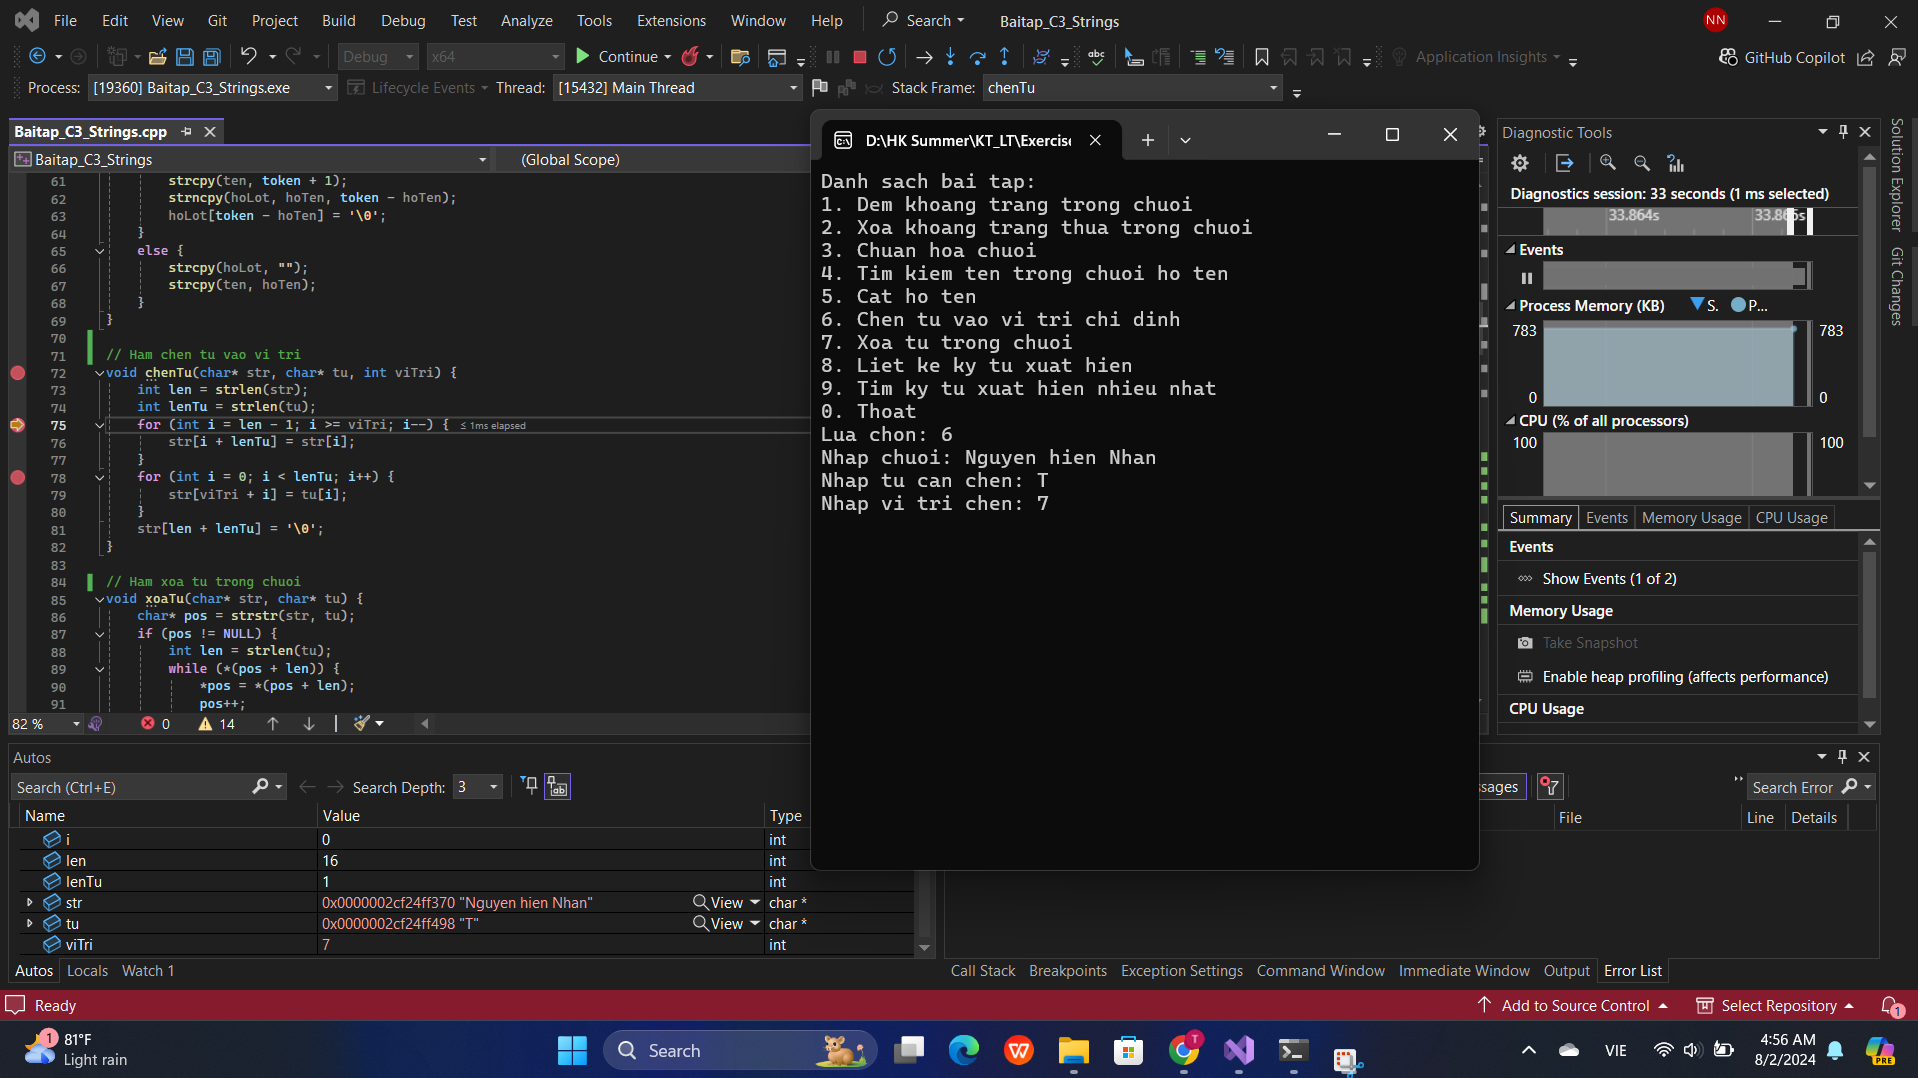 File Edit View Git Project Build Debug Test Analyze Tools Extensions Window Help Search Baitap_C3_Strings NN
Debug x64 Continue Application Insights GitHub Copilot
Process: [19360] Baitap_C3_Strings.exe Lifecycle Events Thread: [15432] Main Thread Stack Frame: chenTu
Baitap_C3_Strings.cpp
Baitap_C3_Strings (Global Scope)
61 strcpy(ten, token + 1);
62 strncpy(hoLot, hoTen, token - hoTen);
63 hoLot[token - hoTen] = '\0';
64 }
65 else {
66 strcpy(hoLot, "");
67 strcpy(ten, hoTen);
68 }
69 }
70
71 // Ham chen tu vao vi tri
72 void chenTu(char* str, char* tu, int viTri) {
73 int len = strlen(str);
74 int lenTu = strlen(tu);
75 for (int i = len - 1; i >= viTri; i--) { ≤ 1ms elapsed
76 str[i + lenTu] = str[i];
77 }
78 for (int i = 0; i < lenTu; i++) {
79 str[viTri + i] = tu[i];
80 }
81 str[len + lenTu] = '\0';
82 }
83
84 // Ham xoa tu trong chuoi
85 void xoaTu(char* str, char* tu) {
86 char* pos = strstr(str, tu);
87 if (pos != NULL) {
88 int len = strlen(tu);
89 while (*(pos + len)) {
90 *pos = *(pos + len);
91 pos++;
82 % 0 14
D:\HK Summer\KT_LT\Exercise
Danh sach bai tap:
1. Dem khoang trang trong chuoi
2. Xoa khoang trang thua trong chuoi
3. Chuan hoa chuoi
4. Tim kiem ten trong chuoi ho ten
5. Cat ho ten
6. Chen tu vao vi tri chi dinh
7. Xoa tu trong chuoi
8. Liet ke ky tu xuat hien
9. Tim ky tu xuat hien nhieu nhat
0. Thoat
Lua chon: 6
Nhap chuoi: Nguyen hien Nhan
Nhap tu can chen: T
Nhap vi tri chen: 7
Diagnostic Tools
Diagnostics session: 33 seconds (1 ms selected)
33.864s
Events
Process Memory (KB) S. P...
783 783
0 0
CPU (% of all processors)
100 100
Summary Events Memory Usage CPU Usage
Events
Show Events (1 of 2)
Memory Usage
Take Snapshot
Enable heap profiling (affects performance)
CPU Usage
Solution Explorer
Git Changes
Autos
Search (Ctrl+E) Search Depth: 3
Name Value Type
i 0 int
len 16 int
lenTu 1 int
str 0x0000002cf24ff370 "Nguyen hien Nhan" View char *
tu 0x0000002cf24ff498 "T" View char *
viTri 7 int
Autos Locals Watch 1
ssages Search Error
File Line Details
Call Stack Breakpoints Exception Settings Command Window Immediate Window Output Error List
Ready Add to Source Control Select Repository 1
1 81°F
Light rain
Search
T
VIE
4:56 AM
8/2/2024
PRE